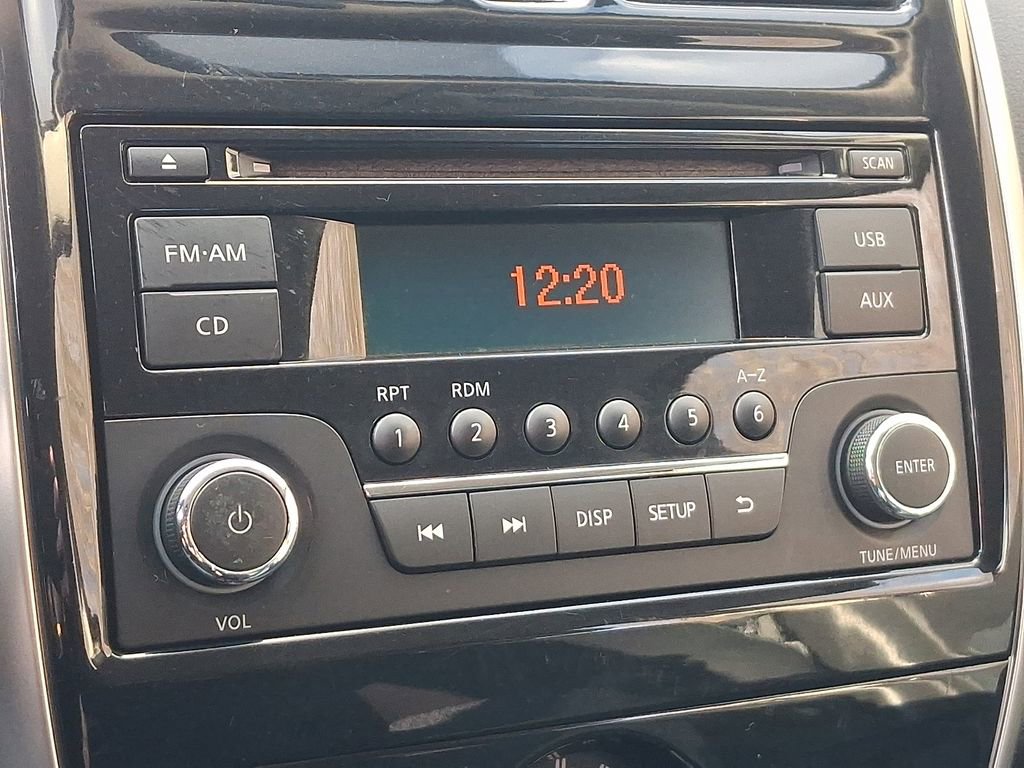 SCAN
FM·AM
USB
12:20
CD
AUX
RPT
RDM
A-Z
1
2
3
4
5
6
ENTER
DISP
SETUP
TUNE/MENU
VOL